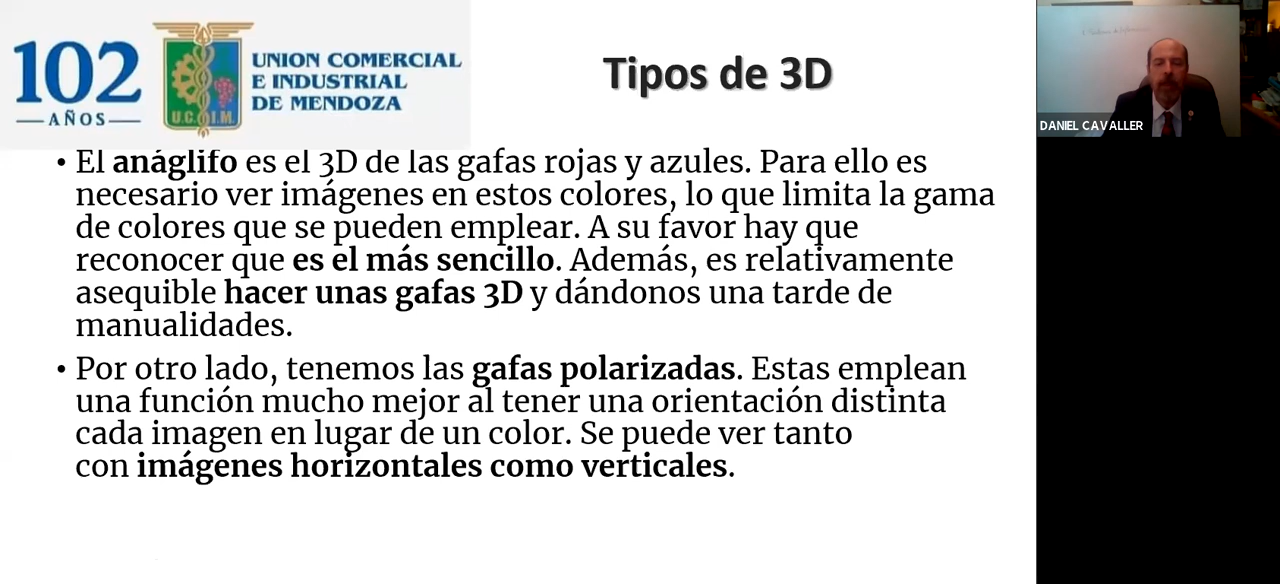 102
AÑOS
U.C.I.M.
UNION COMERCIAL
E INDUSTRIAL
DE MENDOZA
Tipos de 3D
DANIEL CAVALLER
• El anáglifo es el 3D de las gafas rojas y azules. Para ello es
necesario ver imágenes en estos colores, lo que limita la gama
de colores que se pueden emplear. A su favor hay que
reconocer que es el más sencillo. Además, es relativamente
asequible hacer unas gafas 3D y dándonos una tarde de
manualidades.
• Por otro lado, tenemos las gafas polarizadas. Estas emplean
una función mucho mejor al tener una orientación distinta
cada imagen en lugar de un color. Se puede ver tanto
con imágenes horizontales como verticales.